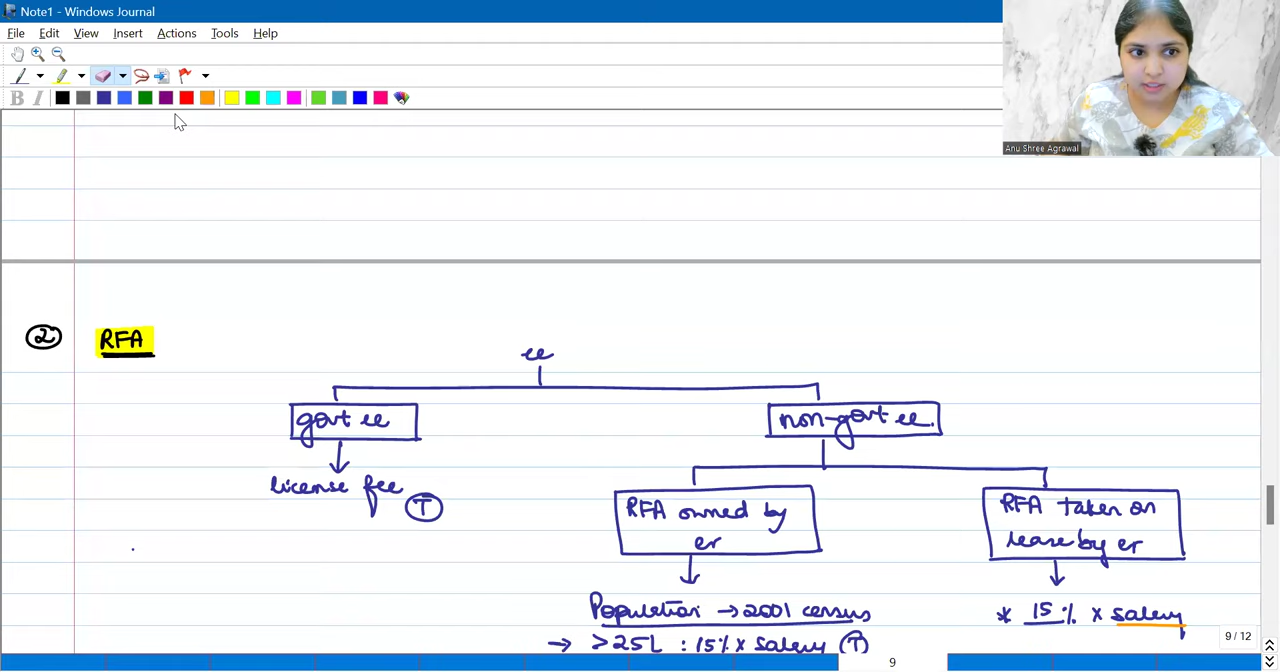 Note1 - Windows Journal
File Edit View Insert Actions Tools Help
B I
Anu Shree Agrawal
2 RFA
ee
govt ee
non-govt ee.
License fee
T
RFA owned by
er
RFA taken on
lease by er
Population → 2001 census
* 15% x salary
→ >25L : 15% x salary T
9 / 12
9